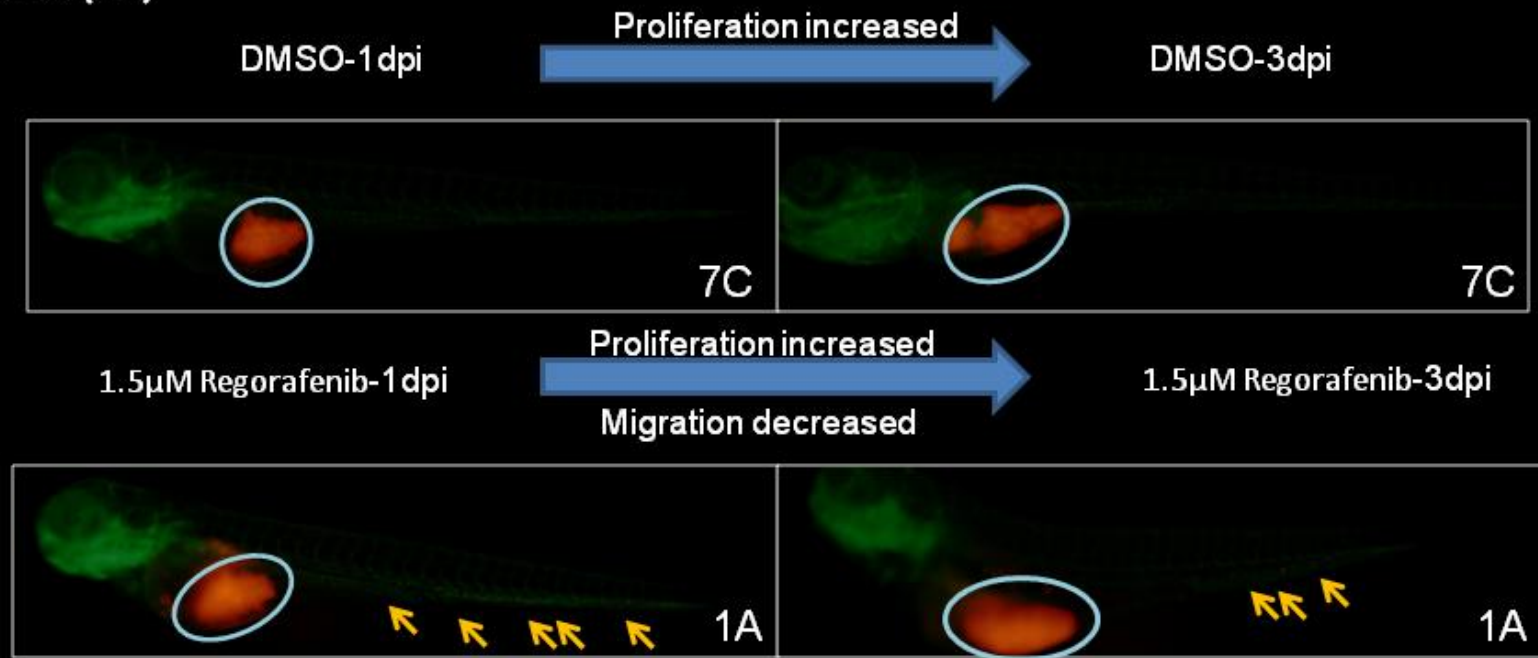 Proliferation increased
DMSO-1dpi
DMSO-3dpi
7C
7C
Proliferation increased
1.5µM Regorafenib-1dpi
1.5µM Regorafenib-3dpi
Migration decreased
1A
1A